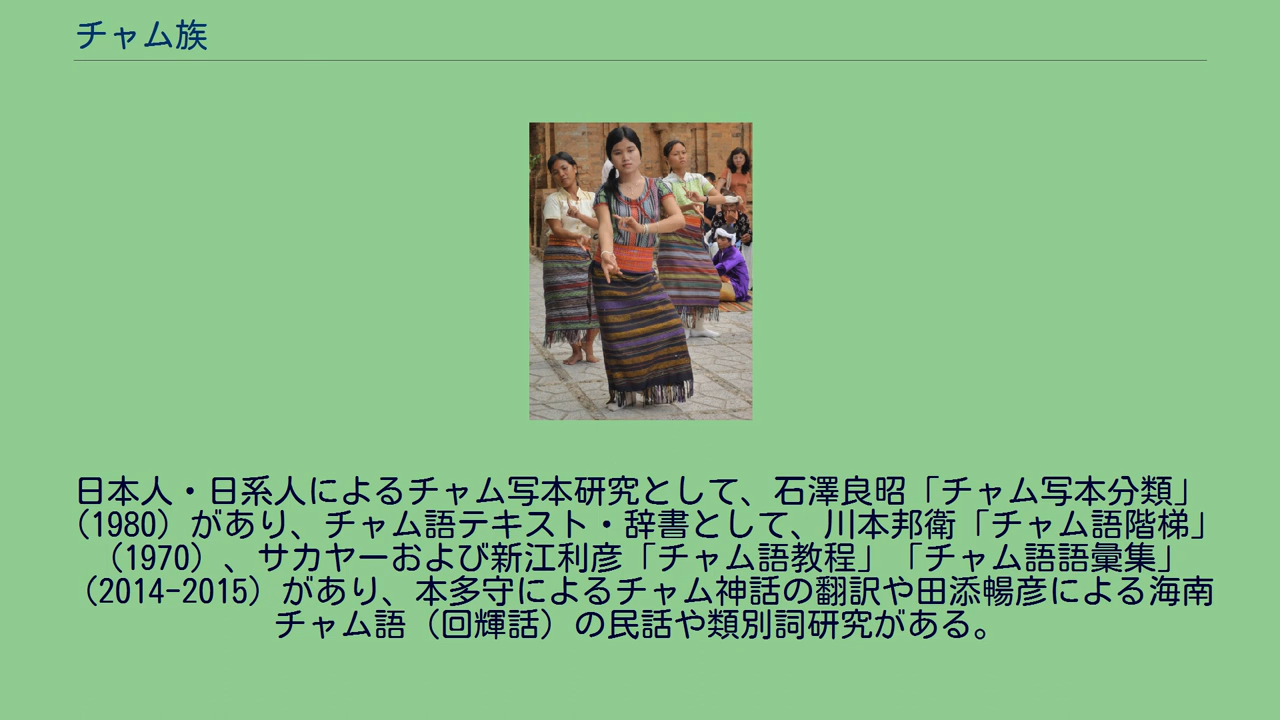 チャム族
日本人・日系人によるチャム写本研究として、石澤良昭「チャム写本分類」
（1980）があり、チャム語テキスト・辞書として、川本邦衛「チャム語階梯」
（1970）、サカヤーおよび新江利彦「チャム語教程」「チャム語語彙集」
（2014-2015）があり、本多守によるチャム神話の翻訳や田添暢彦による海南
チャム語（回輝話）の民話や類別詞研究がある。